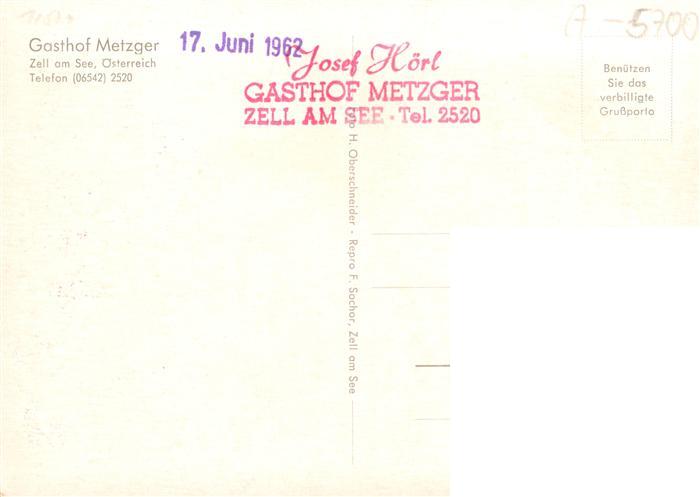 A-5700
Gasthof Metzger
Zell am See, Österreich
Telefon (06542) 2520
17. Juni 1962
Josef Hörl
GASTHOF METZGER
ZELL AM SEE · Tel. 2520
Benützen
Sie das
verbilligte
Grußporto
H. Oberschneider - Repro F. Sochor, Zell am See